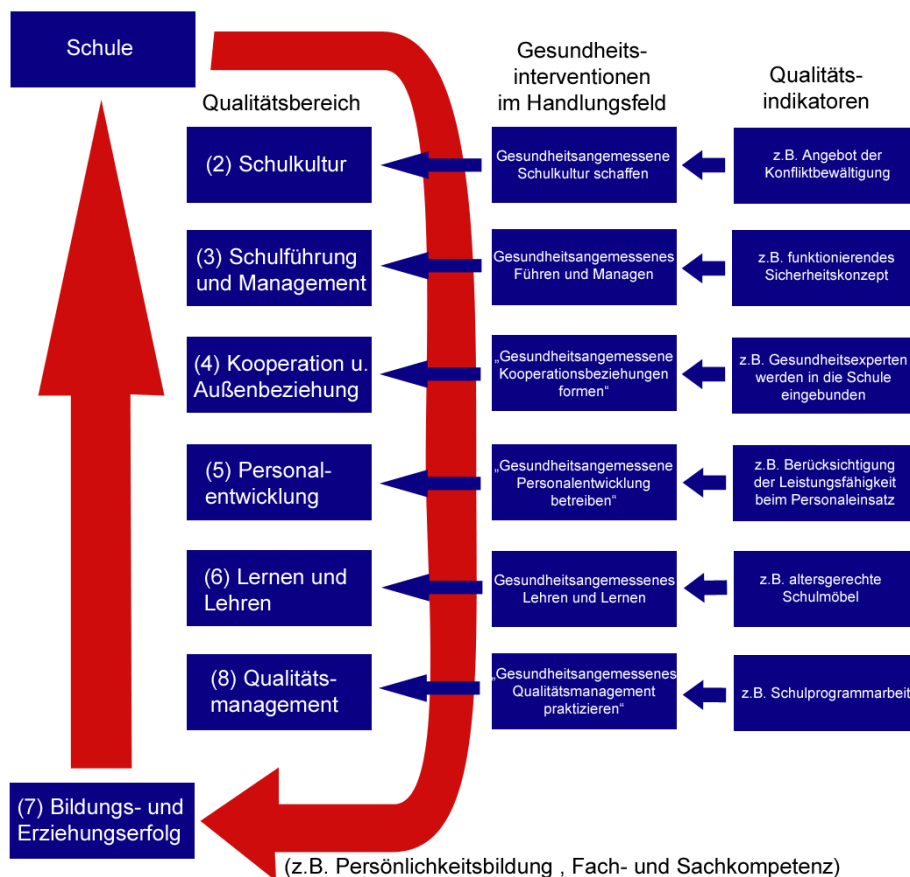 Schule
Qualitätsbereich
Gesundheits-
interventionen
im Handlungsfeld
Qualitäts-
indikatoren
(2) Schulkultur
Gesundheitsangemessene
Schulkultur schaffen
z.B. Angebot der
Konfliktbewältigung
(3) Schulführung
und Management
Gesundheitsangemessenes
Führen und Managen
z.B. funktionierendes
Sicherheitskonzept
(4) Kooperation u.
Außenbeziehung
„Gesundheitsangemessene
Kooperationsbeziehungen
formen“
z.B. Gesundheitsexperten
werden in die Schule
eingebunden
(5) Personal-
entwicklung
„Gesundheitsangemessene
Personalentwicklung
betreiben“
z.B. Berücksichtigung
der Leistungsfähigkeit
beim Personaleinsatz
(6) Lernen und
Lehren
Gesundheitsangemessenes
Lehren und Lernen
z.B. altersgerechte
Schulmöbel
(8) Qualitäts-
management
„Gesundheitsangemessenes
Qualitätsmanagement
praktizieren“
z.B. Schulprogrammarbeit
(7) Bildungs- und
Erziehungserfolg
(z.B. Persönlichkeitsbildung , Fach- und Sachkompetenz)